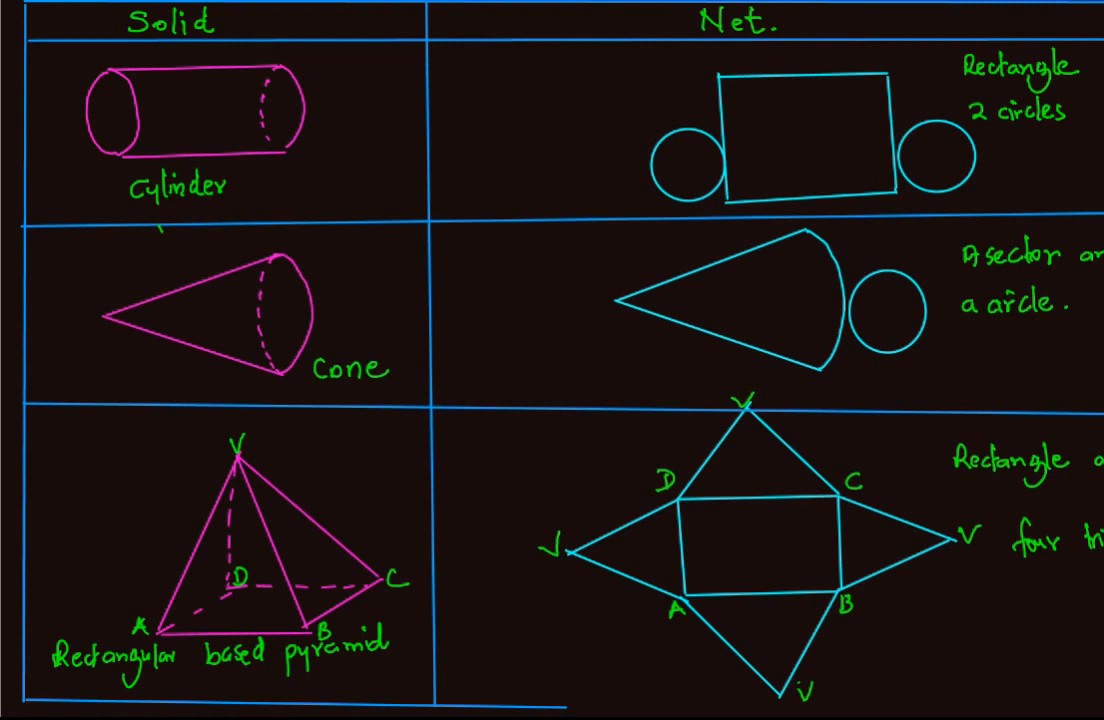 Solid
Net.
Rectangle
2 circles
Cylinder
A sector
a circle.
Cone
V
D
C
A
B
Rectangular based pyramid
V
D
C
V
V
A
B
V
Rectangle
four